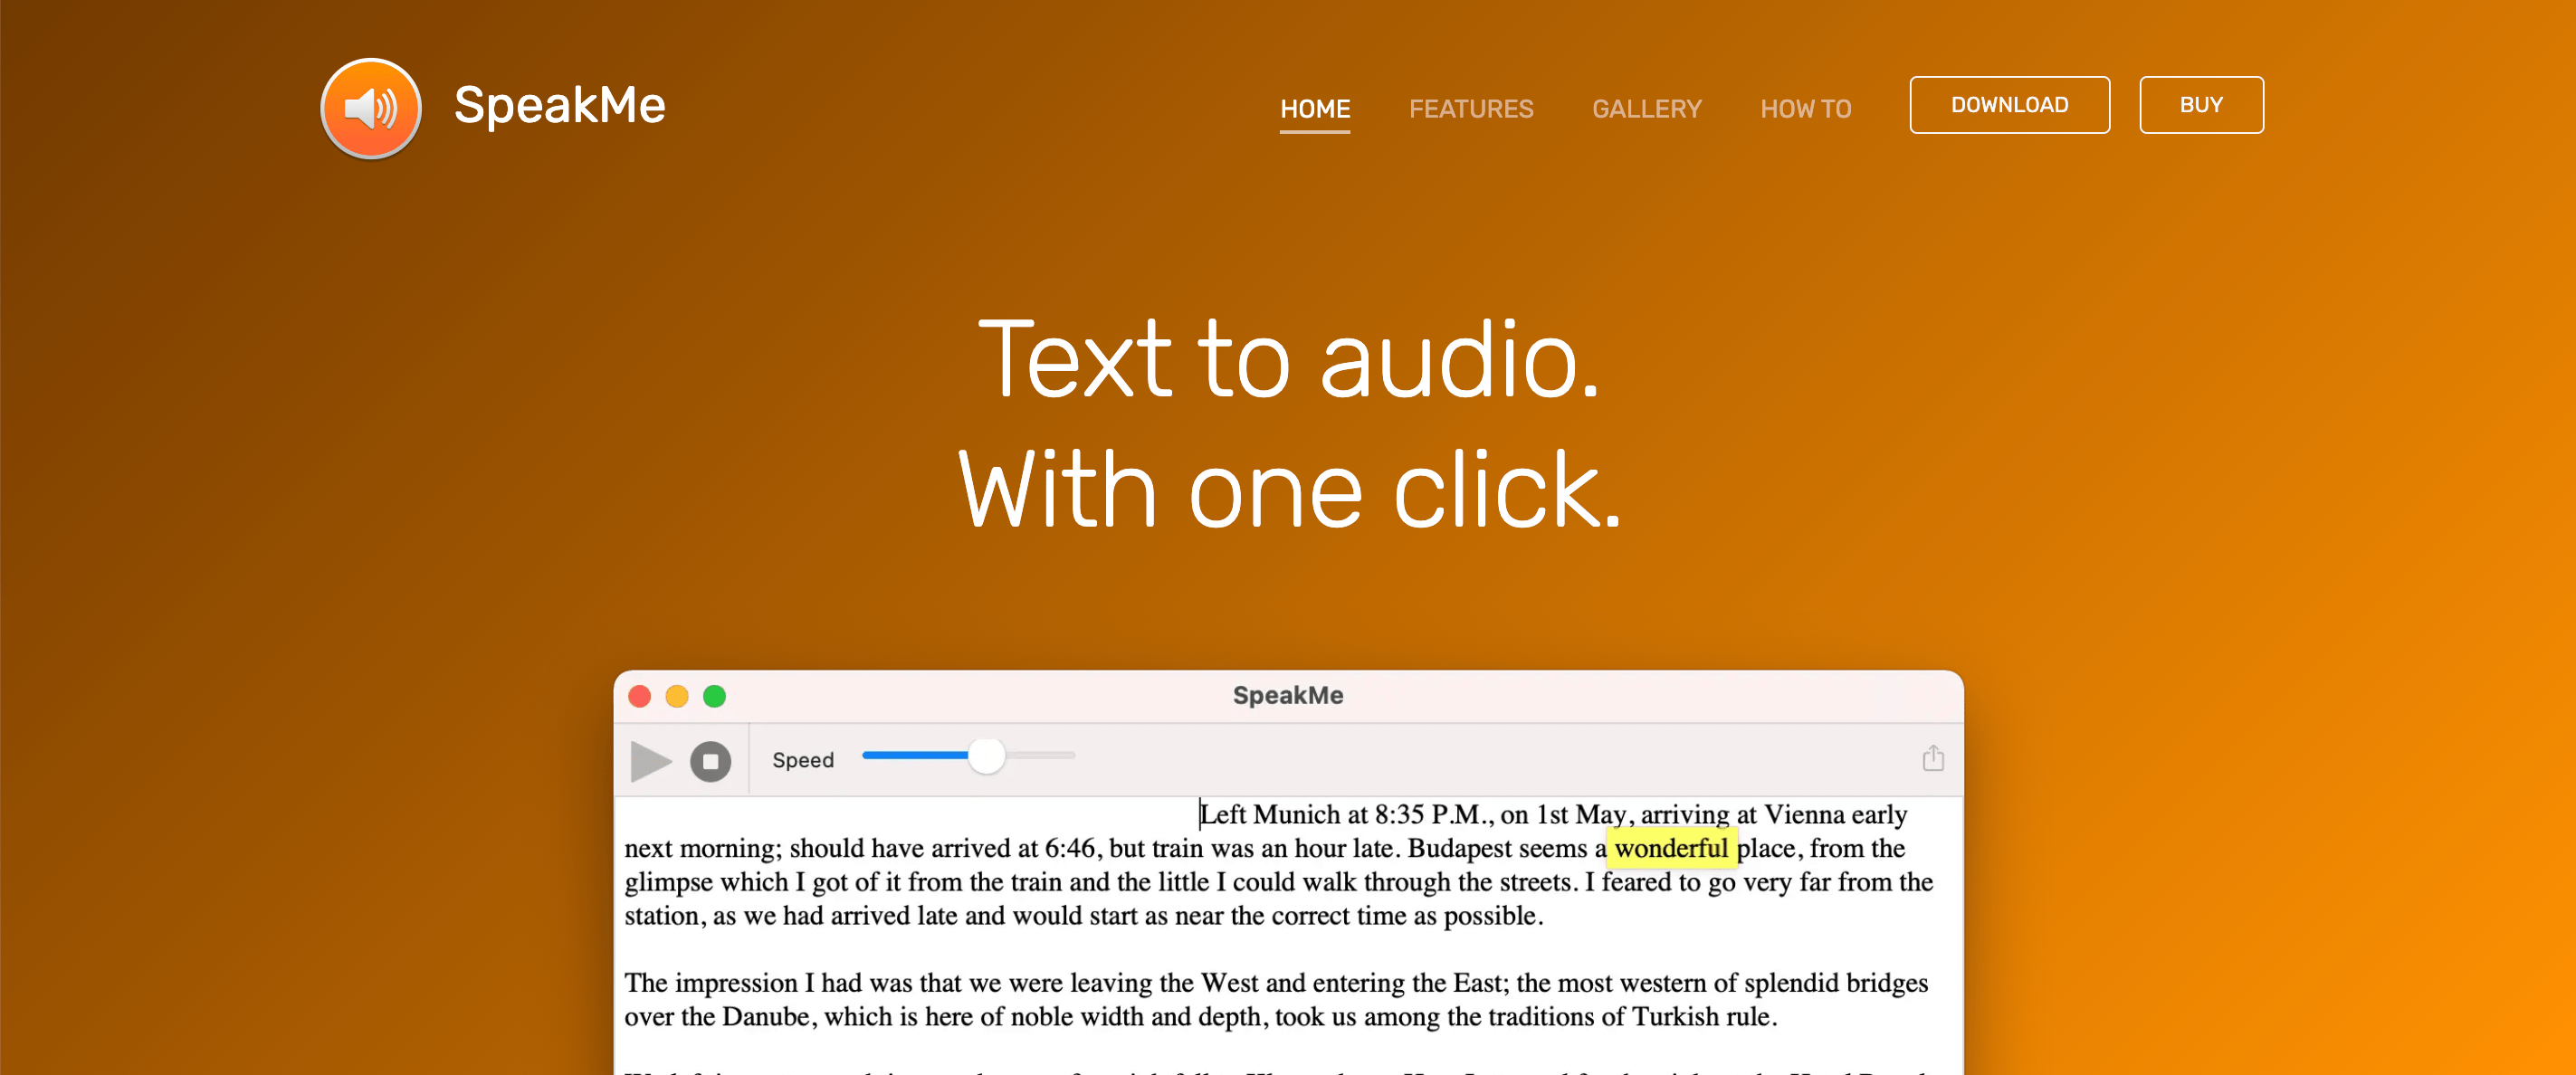 SpeakMe
HOME FEATURES GALLERY HOW TO DOWNLOAD BUY
Text to audio.
With one click.
SpeakMe
Speed
Left Munich at 8:35 P.M., on 1st May, arriving at Vienna early
next morning; should have arrived at 6:46, but train was an hour late. Budapest seems a wonderful place, from the
glimpse which I got of it from the train and the little I could walk through the streets. I feared to go very far from the
station, as we had arrived late and would start as near the correct time as possible.
The impression I had was that we were leaving the West and entering the East; the most western of splendid bridges
over the Danube, which is here of noble width and depth, took us among the traditions of Turkish rule.